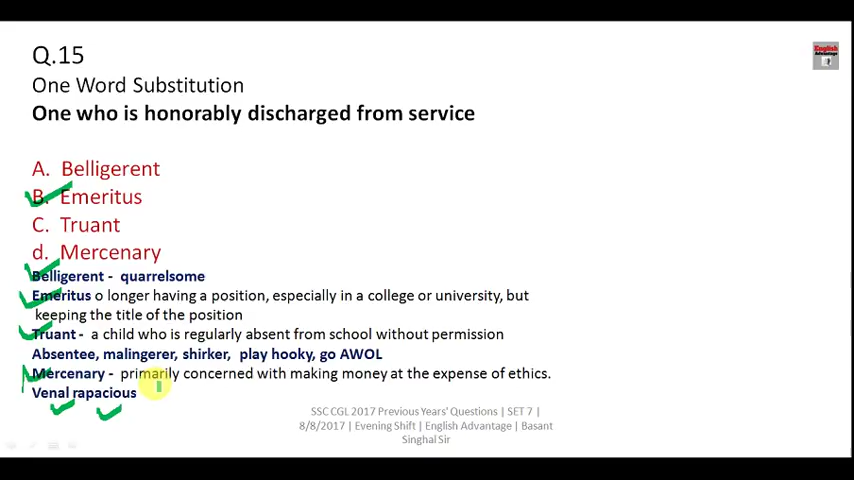 Q.15
English
Advantage
One Word Substitution
One who is honorably discharged from service
A. Belligerent
B. Emeritus
C. Truant
d. Mercenary
Belligerent - quarrelsome
Emeritus o longer having a position, especially in a college or university, but
keeping the title of the position
Truant - a child who is regularly absent from school without permission
Absentee, malingerer, shirker, play hooky, go AWOL
Mercenary - primarily concerned with making money at the expense of ethics.
Venal rapacious
SSC CGL 2017 Previous Years' Questions | SET 7 |
8/8/2017 | Evening Shift | English Advantage | Basant
Singhal Sir